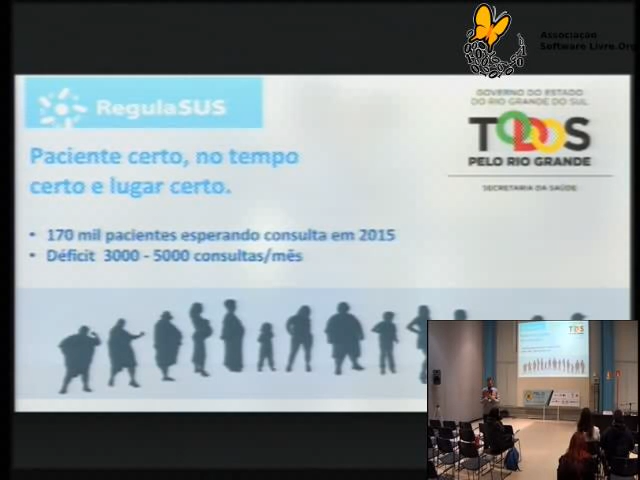 Associação
Software Livre.Org
RegulaSUS
GOVERNO DO ESTADO
DO RIO GRANDE DO SUL
TODOS
PELO RIO GRANDE
SECRETARIA DA SAÚDE
Paciente certo, no tempo
certo e lugar certo.
• 170 mil pacientes esperando consulta em 2015
• Déficit 3000 - 5000 consultas/mês